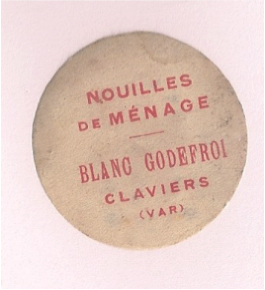 NOUILLES
DE MÉNAGE
BLANC GODEFROI
CLAVIERS
(VAR)